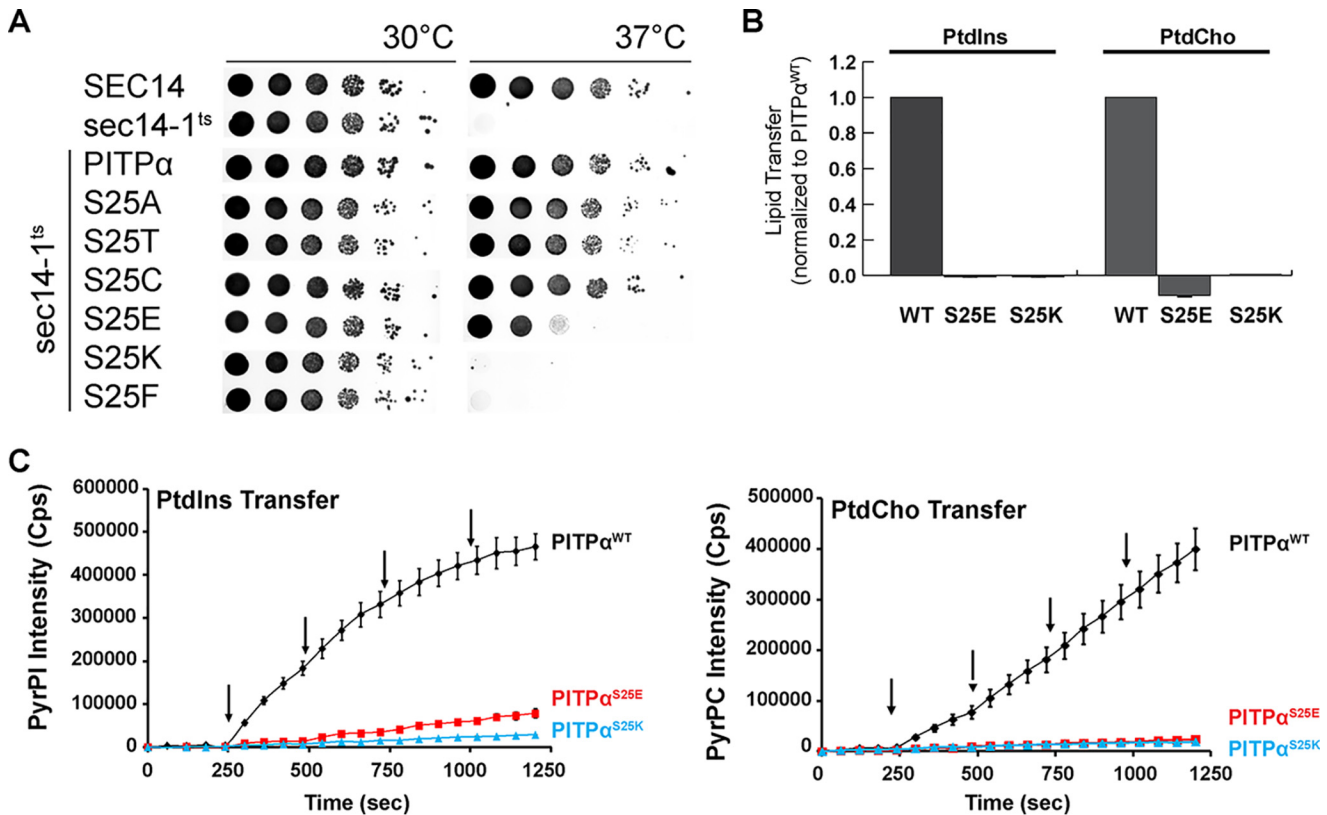 A
30°C 37°C
SEC14
sec14-1ts
PITPα
S25A
S25T
S25C
S25E
S25K
S25F
sec14-1ts
B
PtdIns PtdCho
Lipid Transfer
(normalized to PITPαWT)
1.2
1.0
0.8
0.6
0.4
0.2
0.0
WT S25E S25K WT S25E S25K
C
PtdIns Transfer
PyrPI Intensity (Cps)
600000
500000
400000
300000
200000
100000
0
0 250 500 750 1000 1250
Time (sec)
PITPαWT
PITPαS25E
PITPαS25K
PtdCho Transfer
PyrPC Intensity (Cps)
500000
400000
300000
200000
100000
0
0 250 500 750 1000 1250
Time (sec)
PITPαWT
PITPαS25E
PITPαS25K